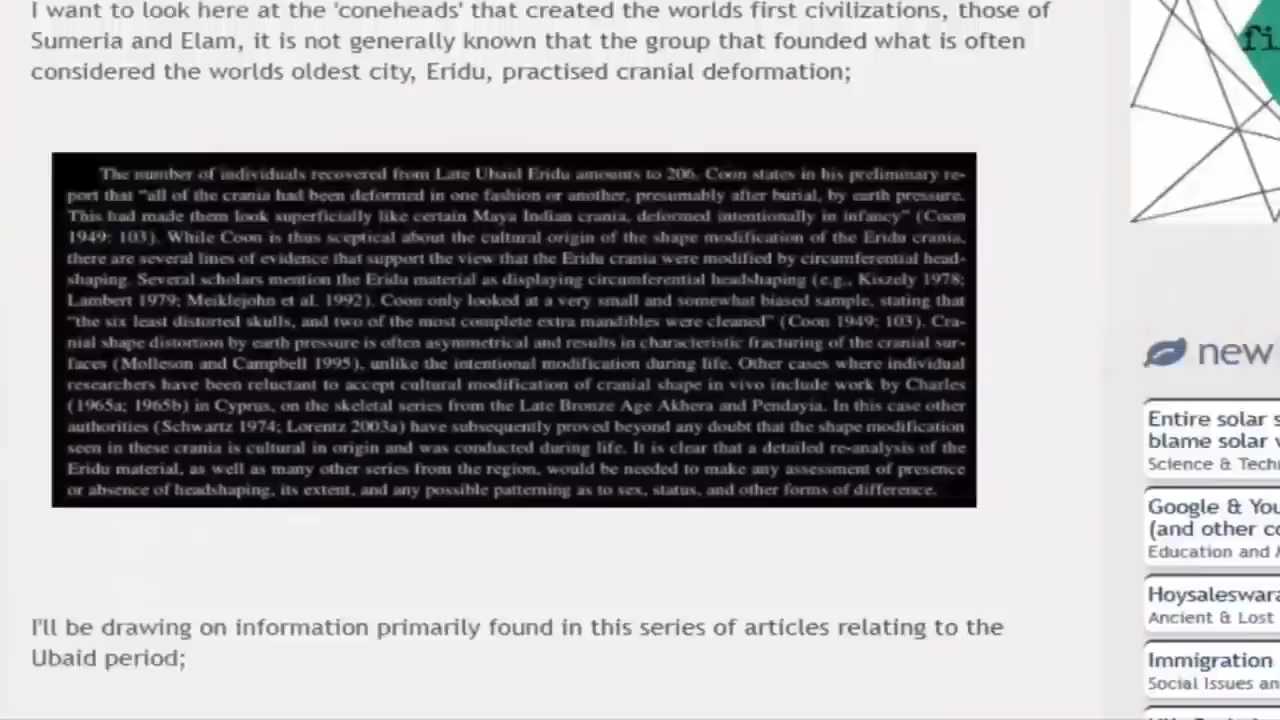 I want to look here at the 'coneheads' that created the worlds first civilizations, those of
Sumeria and Elam, it is not generally known that the group that founded what is often
considered the worlds oldest city, Eridu, practised cranial deformation;
The number of individuals recovered from Late Ubaid Eridu amounts to 206. Coon states in his preliminary re-
port that "all of the crania had been deformed in one fashion or another, presumably after burial, by earth pressure.
This had made them look superficially like certain Maya Indian crania, deformed intentionally in infancy" (Coon
1949: 103). While Coon is thus sceptical about the cultural origin of the shape modification of the Eridu crania,
there are several lines of evidence that support the view that the Eridu crania were modified by circumferential head-
shaping. Several scholars mention the Eridu material as displaying circumferential headshaping (e.g., Kiszely 1978;
Lambert 1979; Meiklejohn et al. 1992). Coon only looked at a very small and somewhat biased sample, stating that
"the six least distorted skulls, and two of the most complete extra mandibles were cleaned" (Coon 1949: 103). Cra-
nial shape distortion by earth pressure is often asymmetrical and results in characteristic fracturing of the cranial sur-
faces (Molleson and Campbell 1995), unlike the intentional modification during life. Other cases where individual
researchers have been reluctant to accept cultural modification of cranial shape in vivo include work by Charles
(1965a; 1965b) in Cyprus, on the skeletal series from the Late Bronze Age Akhera and Pendayia. In this case other
authorities (Schwartz 1974; Lorentz 2003a) have subsequently proved beyond any doubt that the shape modification
seen in these crania is cultural in origin and was conducted during life. It is clear that a detailed re-analysis of the
Eridu material, as well as many other series from the region, would be needed to make any assessment of presence
or absence of headshaping, its extent, and any possible patterning as to sex, status, and other forms of difference.
I'll be drawing on information primarily found in this series of articles relating to the
Ubaid period;
fi
new
Entire solar s
blame solar
Science & Techn
Google & You
(and other co
Education and A
Hoysaleswara
Ancient & Lost
Immigration
Social Issues an